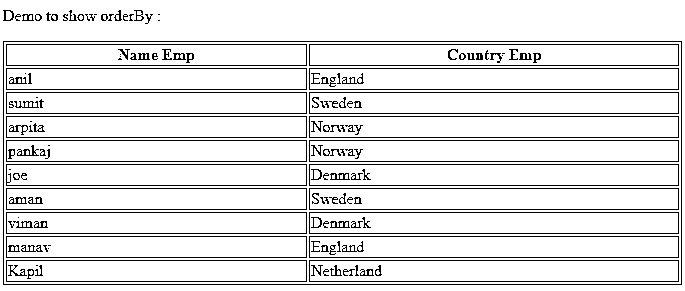 Demo to show orderBy :
Name Emp Country Emp
anil England
sumit Sweden
arpita Norway
pankaj Norway
joe Denmark
aman Sweden
viman Denmark
manav England
Kapil Netherland